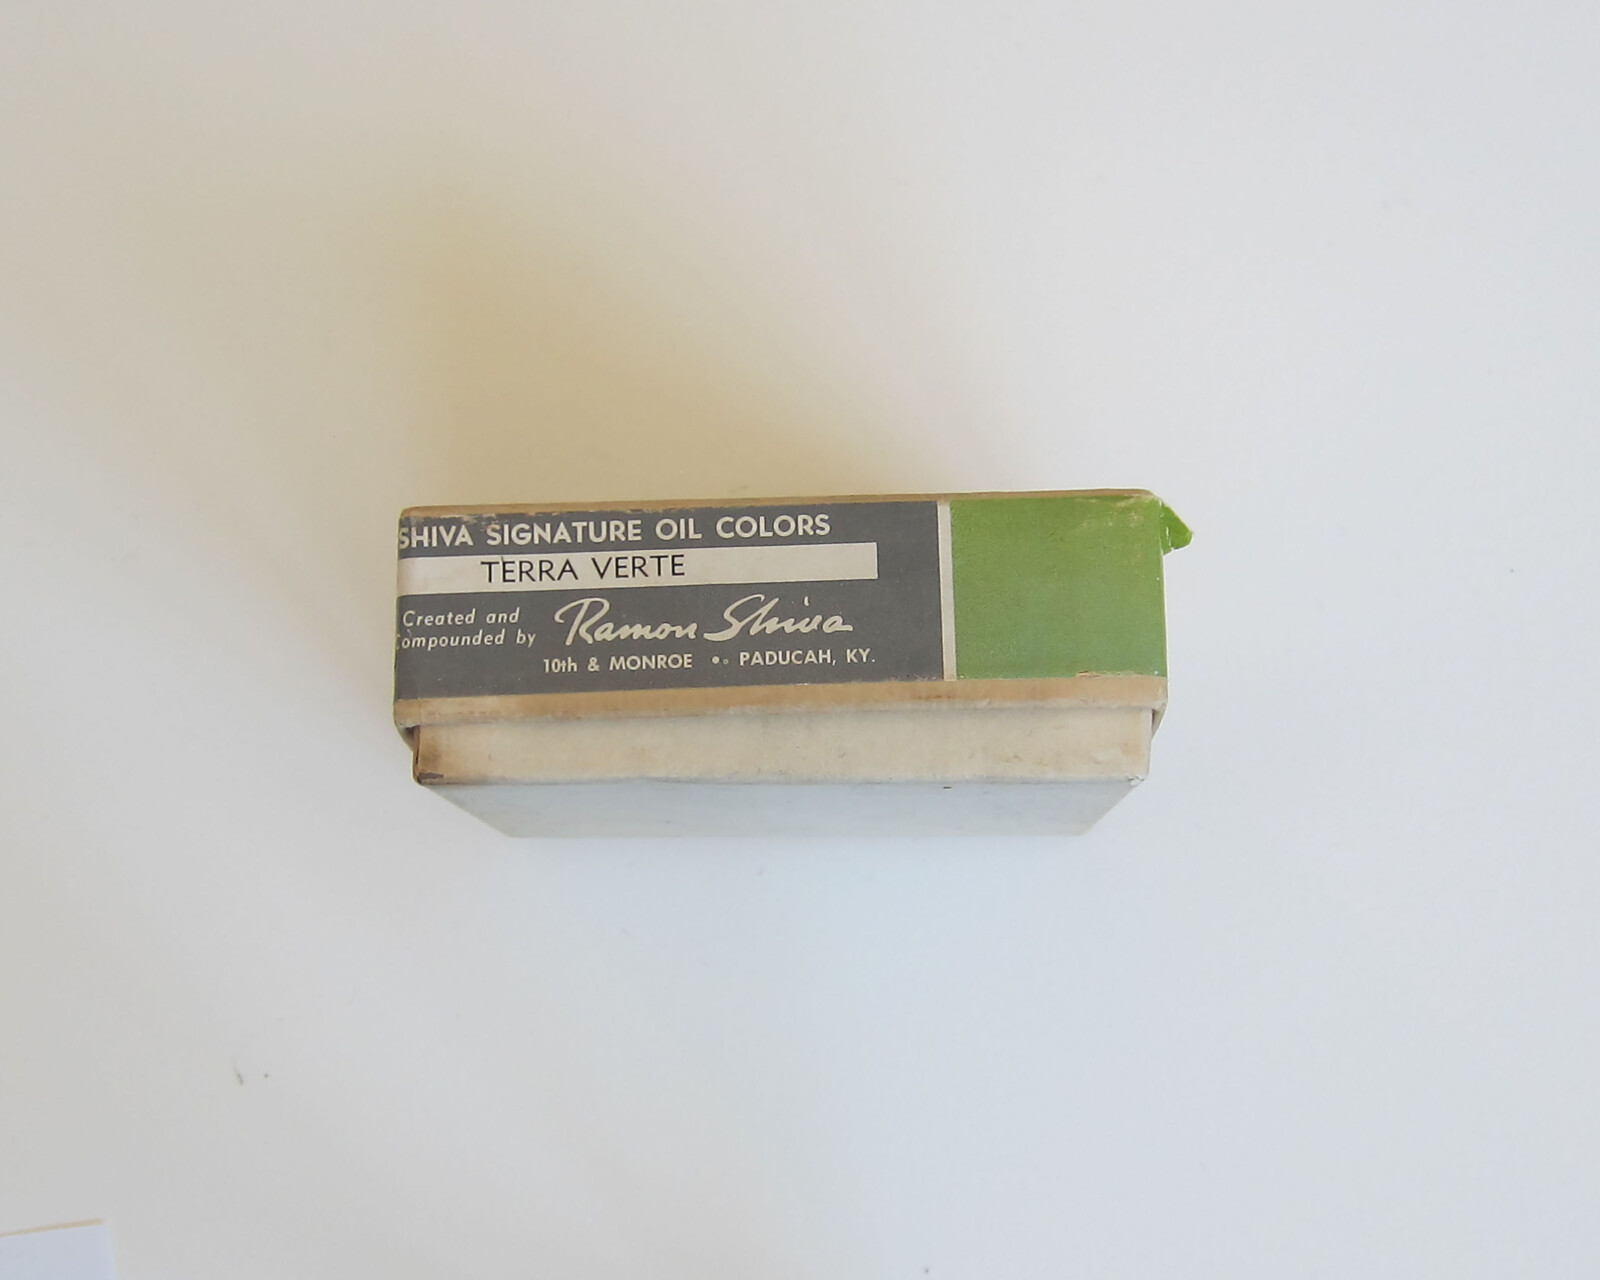 SHIVA SIGNATURE OIL COLORS
TERRA VERTE
Created and
Compounded by
Ramon Shiva
10th & MONROE •• PADUCAH, KY.